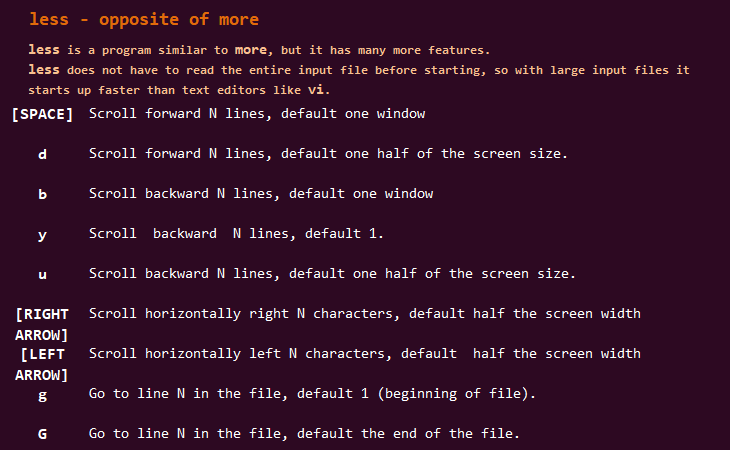 less - opposite of more
less is a program similar to more, but it has many more features.
less does not have to read the entire input file before starting, so with large input files it
starts up faster than text editors like vi.
[SPACE] Scroll forward N lines, default one window
d Scroll forward N lines, default one half of the screen size.
b Scroll backward N lines, default one window
y Scroll  backward  N lines, default 1.
u Scroll backward N lines, default one half of the screen size.
[RIGHT Scroll horizontally right N characters, default half the screen width
ARROW]
[LEFT Scroll horizontally left N characters, default  half the screen width
ARROW]
g Go to line N in the file, default 1 (beginning of file).
G Go to line N in the file, default the end of the file.